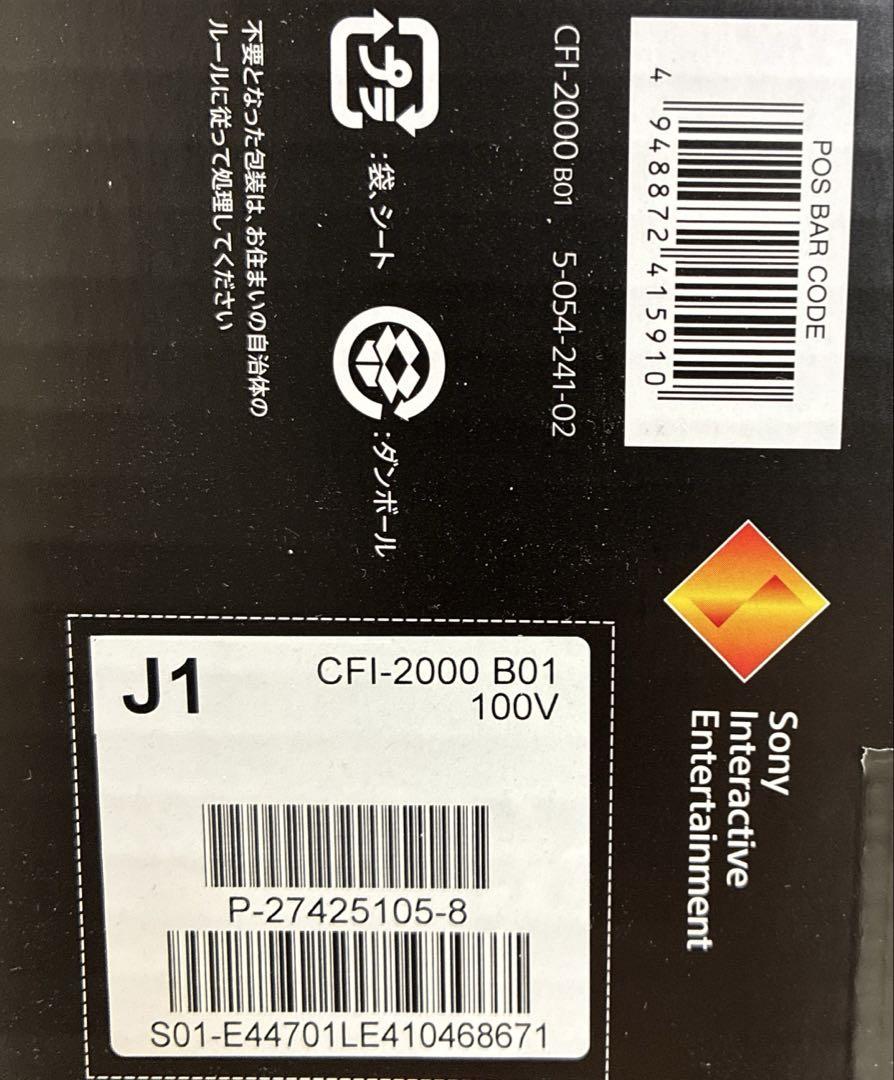 POS BAR CODE
4 948872 415910
CFI-2000 B01 , 5-054-241-02
プラ
:袋、シート
:ダンボール
不要となった包装は、お住まいの自治体の
ルールに従って処理してください
Sony
Interactive
Entertainment
J1
CFI-2000 B01
100V
P-27425105-8
S01-E44701LE410468671